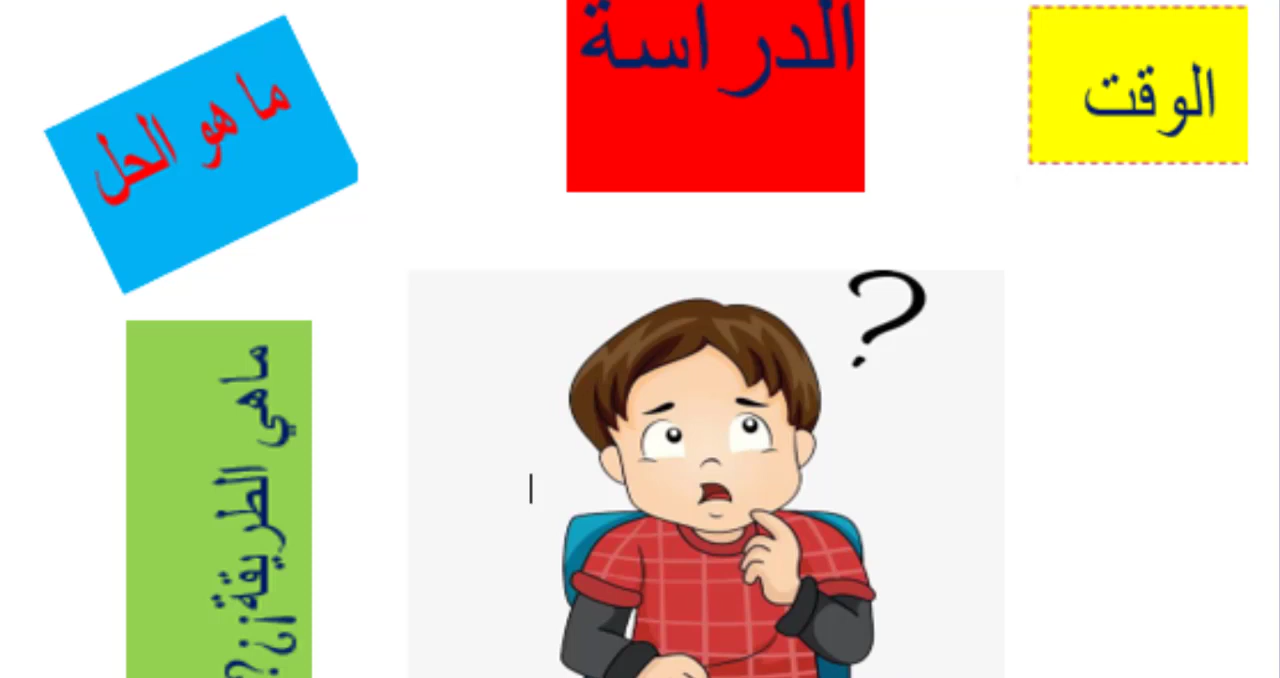 الوقت
الدراسة
ما هو الحل
ماهي الطريقة؟¿¡
?